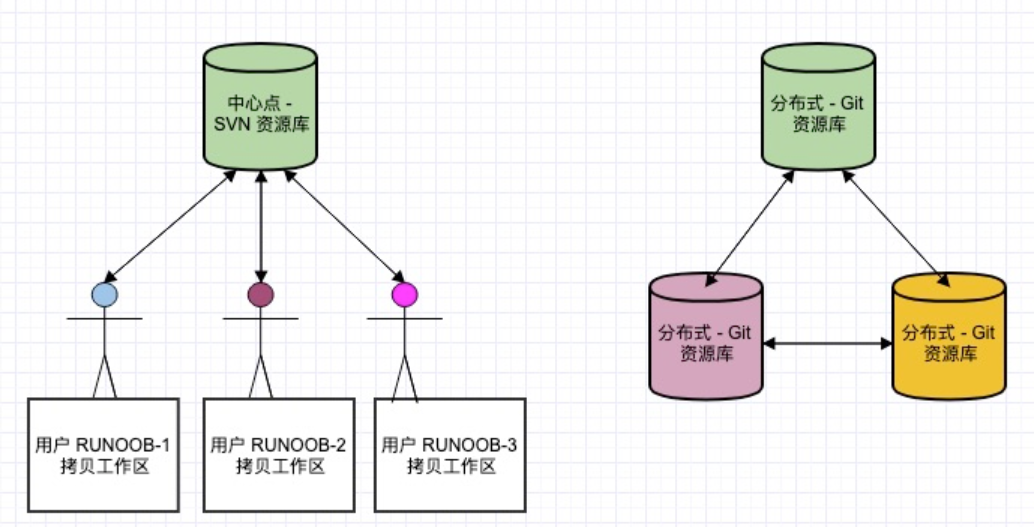 中心点 -
SVN 资源库
分布式 - Git
资源库
分布式 - Git
资源库
分布式 - Git
资源库
用户 RUNOOB-1
拷贝工作区
用户 RUNOOB-2
拷贝工作区
用户 RUNOOB-3
拷贝工作区